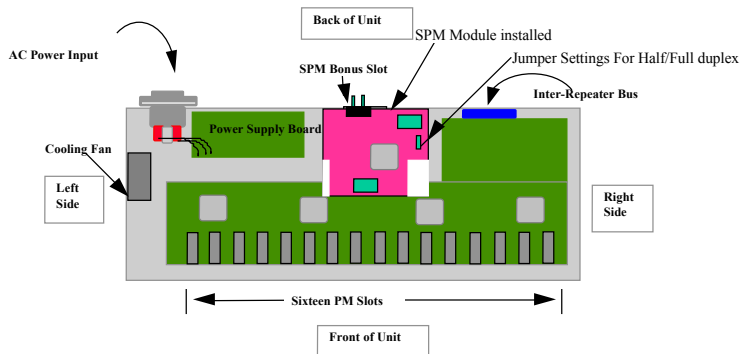 Back of Unit
SPM Module installed
AC Power Input
Jumper Settings For Half/Full duplex
SPM Bonus Slot
Inter-Repeater Bus
Power Supply Board
Cooling Fan
Left
Side
Right
Side
Sixteen PM Slots
Front of Unit